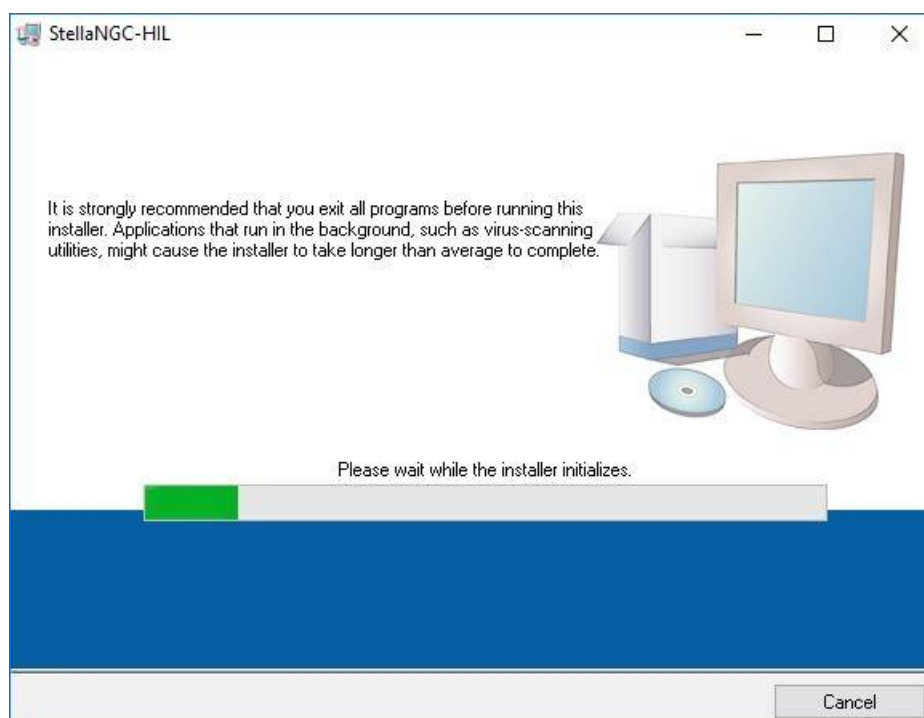 StellaNGC-HIL
It is strongly recommended that you exit all programs before running this
installer. Applications that run in the background, such as virus-scanning
utilities, might cause the installer to take longer than average to complete.
Please wait while the installer initializes.
Cancel